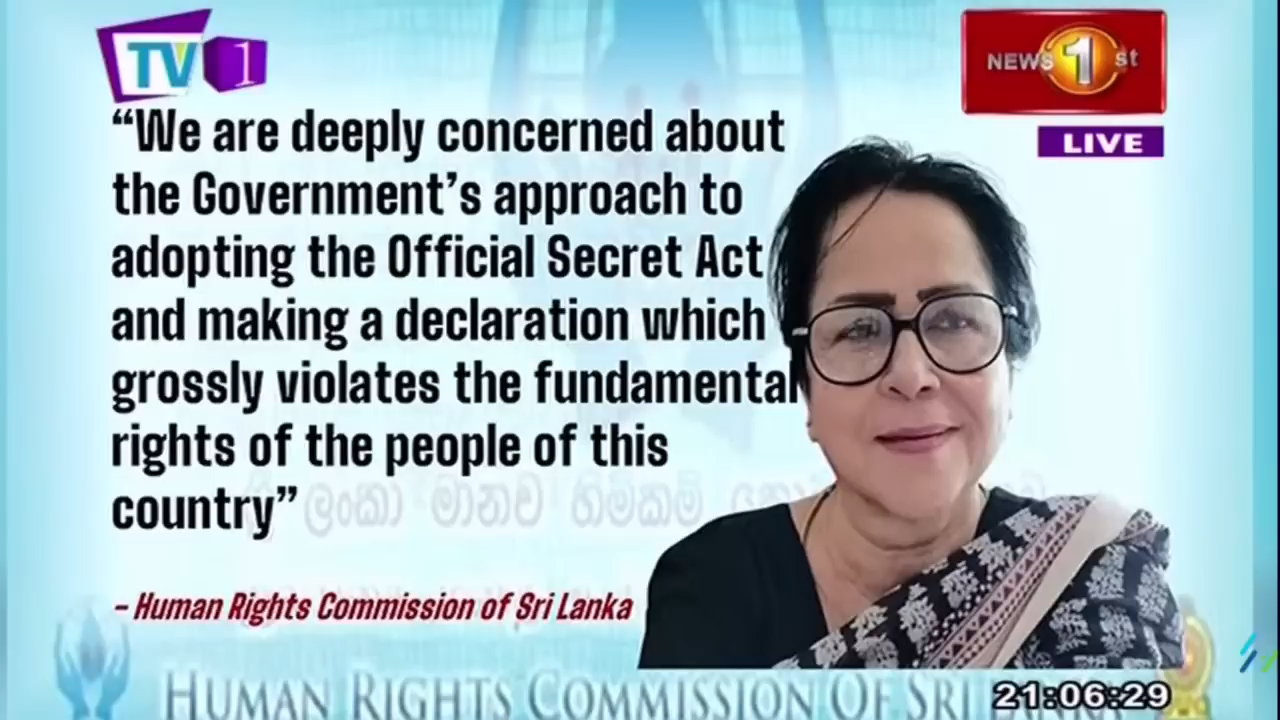 TV 1
NEWS 1st
LIVE
“We are deeply concerned about
the Government’s approach to
adopting the Official Secret Act
and making a declaration which
grossly violates the fundamental
rights of the people of this
country”
ලංකා මානව හිමිකම්
- Human Rights Commission of Sri Lanka
HUMAN RIGHTS COMMISSION OF SRI
21:06:29